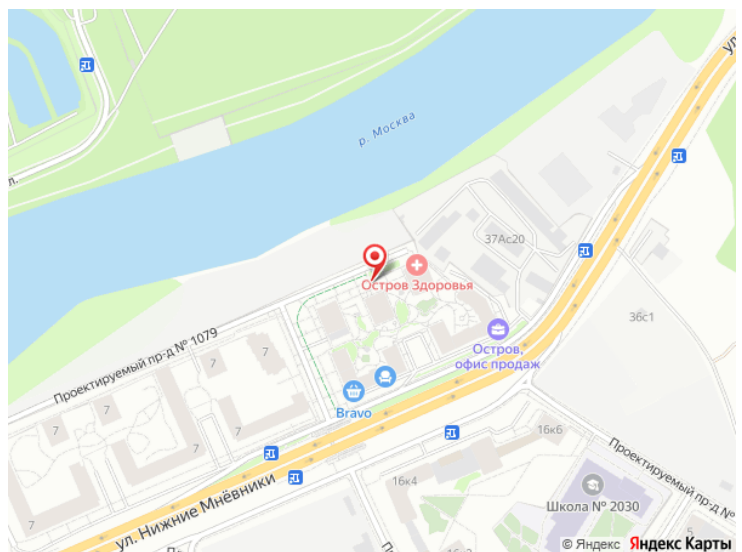 ул
л.
р. Москва
37Ас20
Остров Здоровья
36с1
Проектируемый пр-д № 1079
7
7
7
7
7
7
Остров,
офис продаж
Bravo
16к6
16к4
Проектируемый пр-д №
Школа № 2030
ул. Нижние Мнёвники
© Яндекс Яндекс Карты